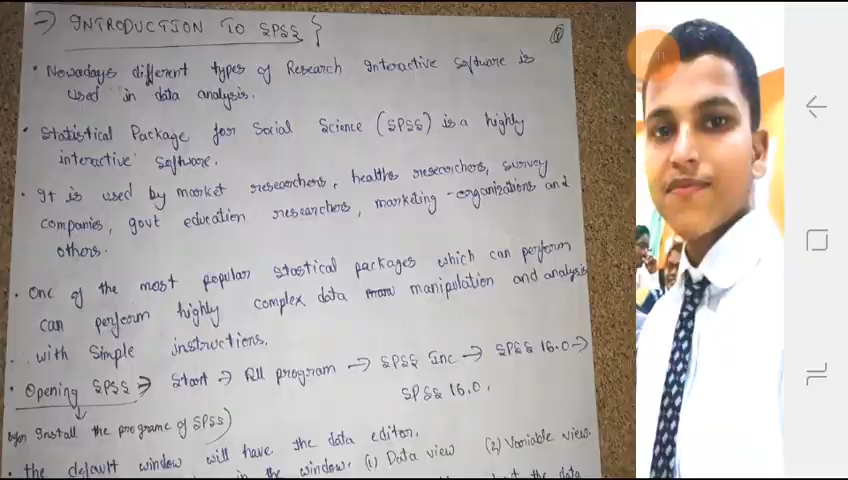 ⇒ INTRODUCTION TO SPSS }
• Nowadays different types of Research Interactive Software is
used in data analysis.
• Statistical Package for Social Science (SPSS) is a highly
interactive Software.
• It is used by market researchers, healths researchers, survey
companies, govt education researchers, marketing-organizations and
others.
• One of the most popular Stastical packages which can perform
can perform highly complex data manipulation and analysis
with Simple instructions.
• Opening SPSS → Start → All program → SPSS Inc → SPSS 16.0 →
SPSS 16.0.
Install the programe of SPSS)
• the default window will have the data editor.
in the window. (1) Data view (2) Variable view.
the data